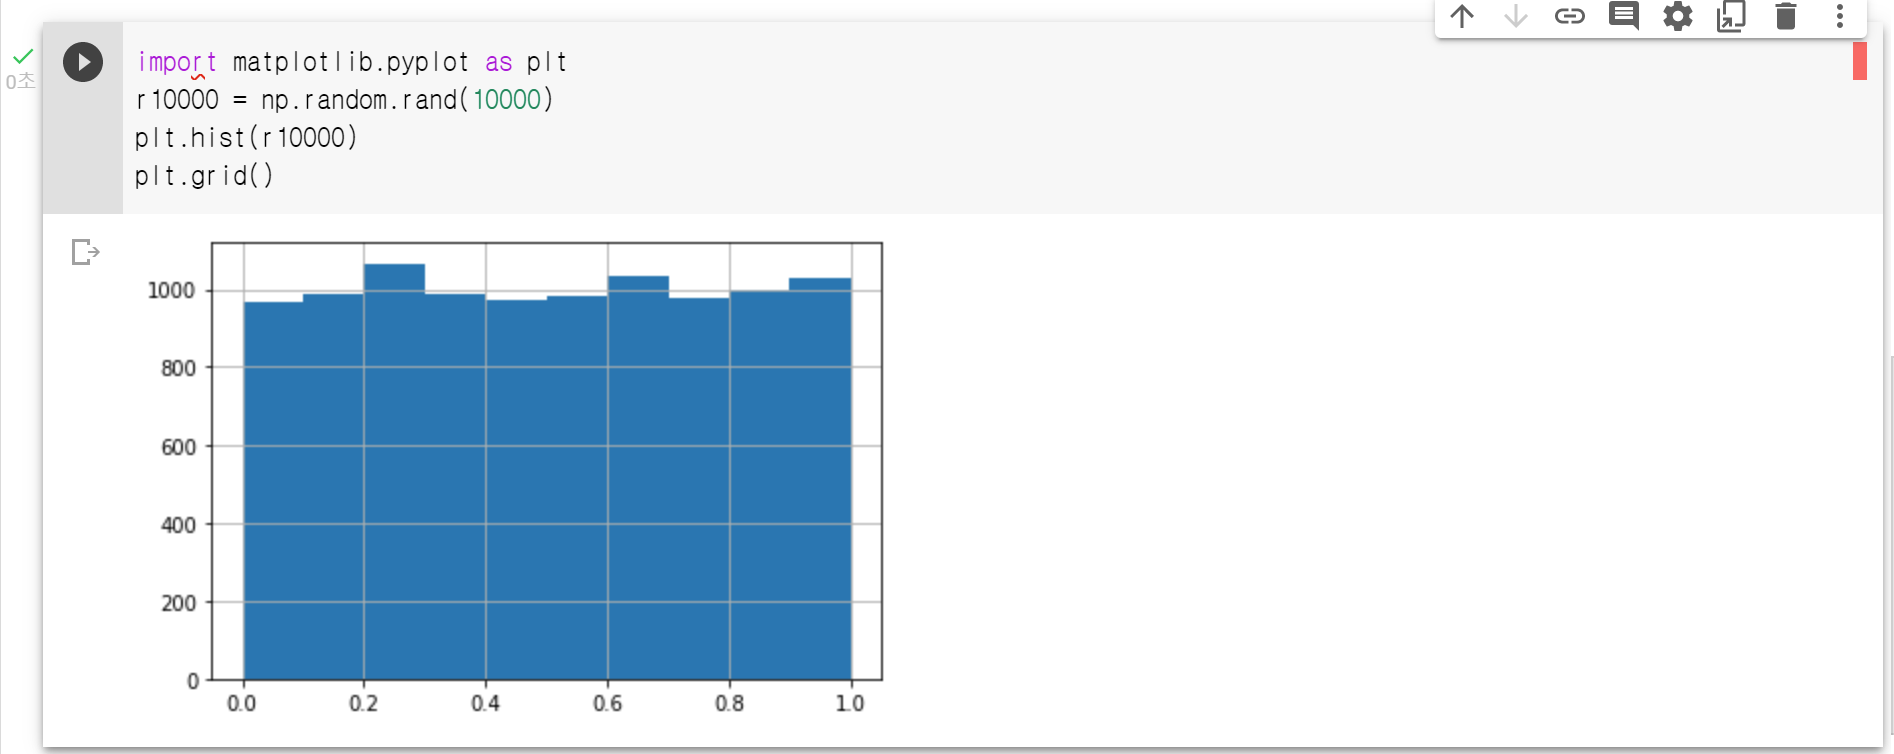 import matplotlib.pyplot as plt
0초
r10000 = np.random.rand(10000)
plt.hist(r10000)
plt.grid()
1000
800
600
400
200
0
0.0 0.2 0.4 0.6 0.8 1.0